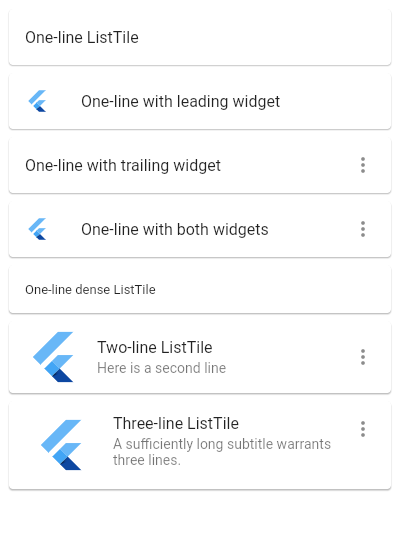 One-line ListTile
One-line with leading widget
One-line with trailing widget
One-line with both widgets
One-line dense ListTile
Two-line ListTile
Here is a second line
Three-line ListTile
A sufficiently long subtitle warrants
three lines.